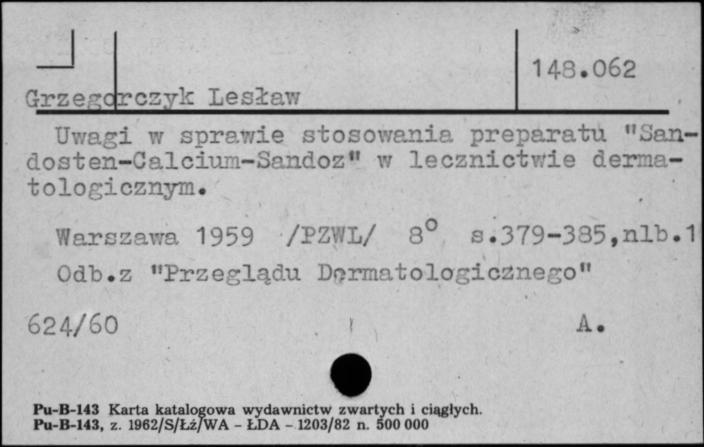 148.062
Grzegorczyk Lesław
Uwagi w sprawie stosowania preparatu "San-
dosten-Calcium-Sandoz" w lecznictwie derma-
tologicznym.
Warszawa 1959 /PZWL/ 8° s.379-385,nlb.1
Odb.z "Przeglądu Dermatologicznego"
624/60 A.
Pu-B-143 Karta katalogowa wydawnictw zwartych i ciągłych.
Pu-B-143, z. 1962/S/Łż/WA - ŁDA - 1203/82 n. 500 000